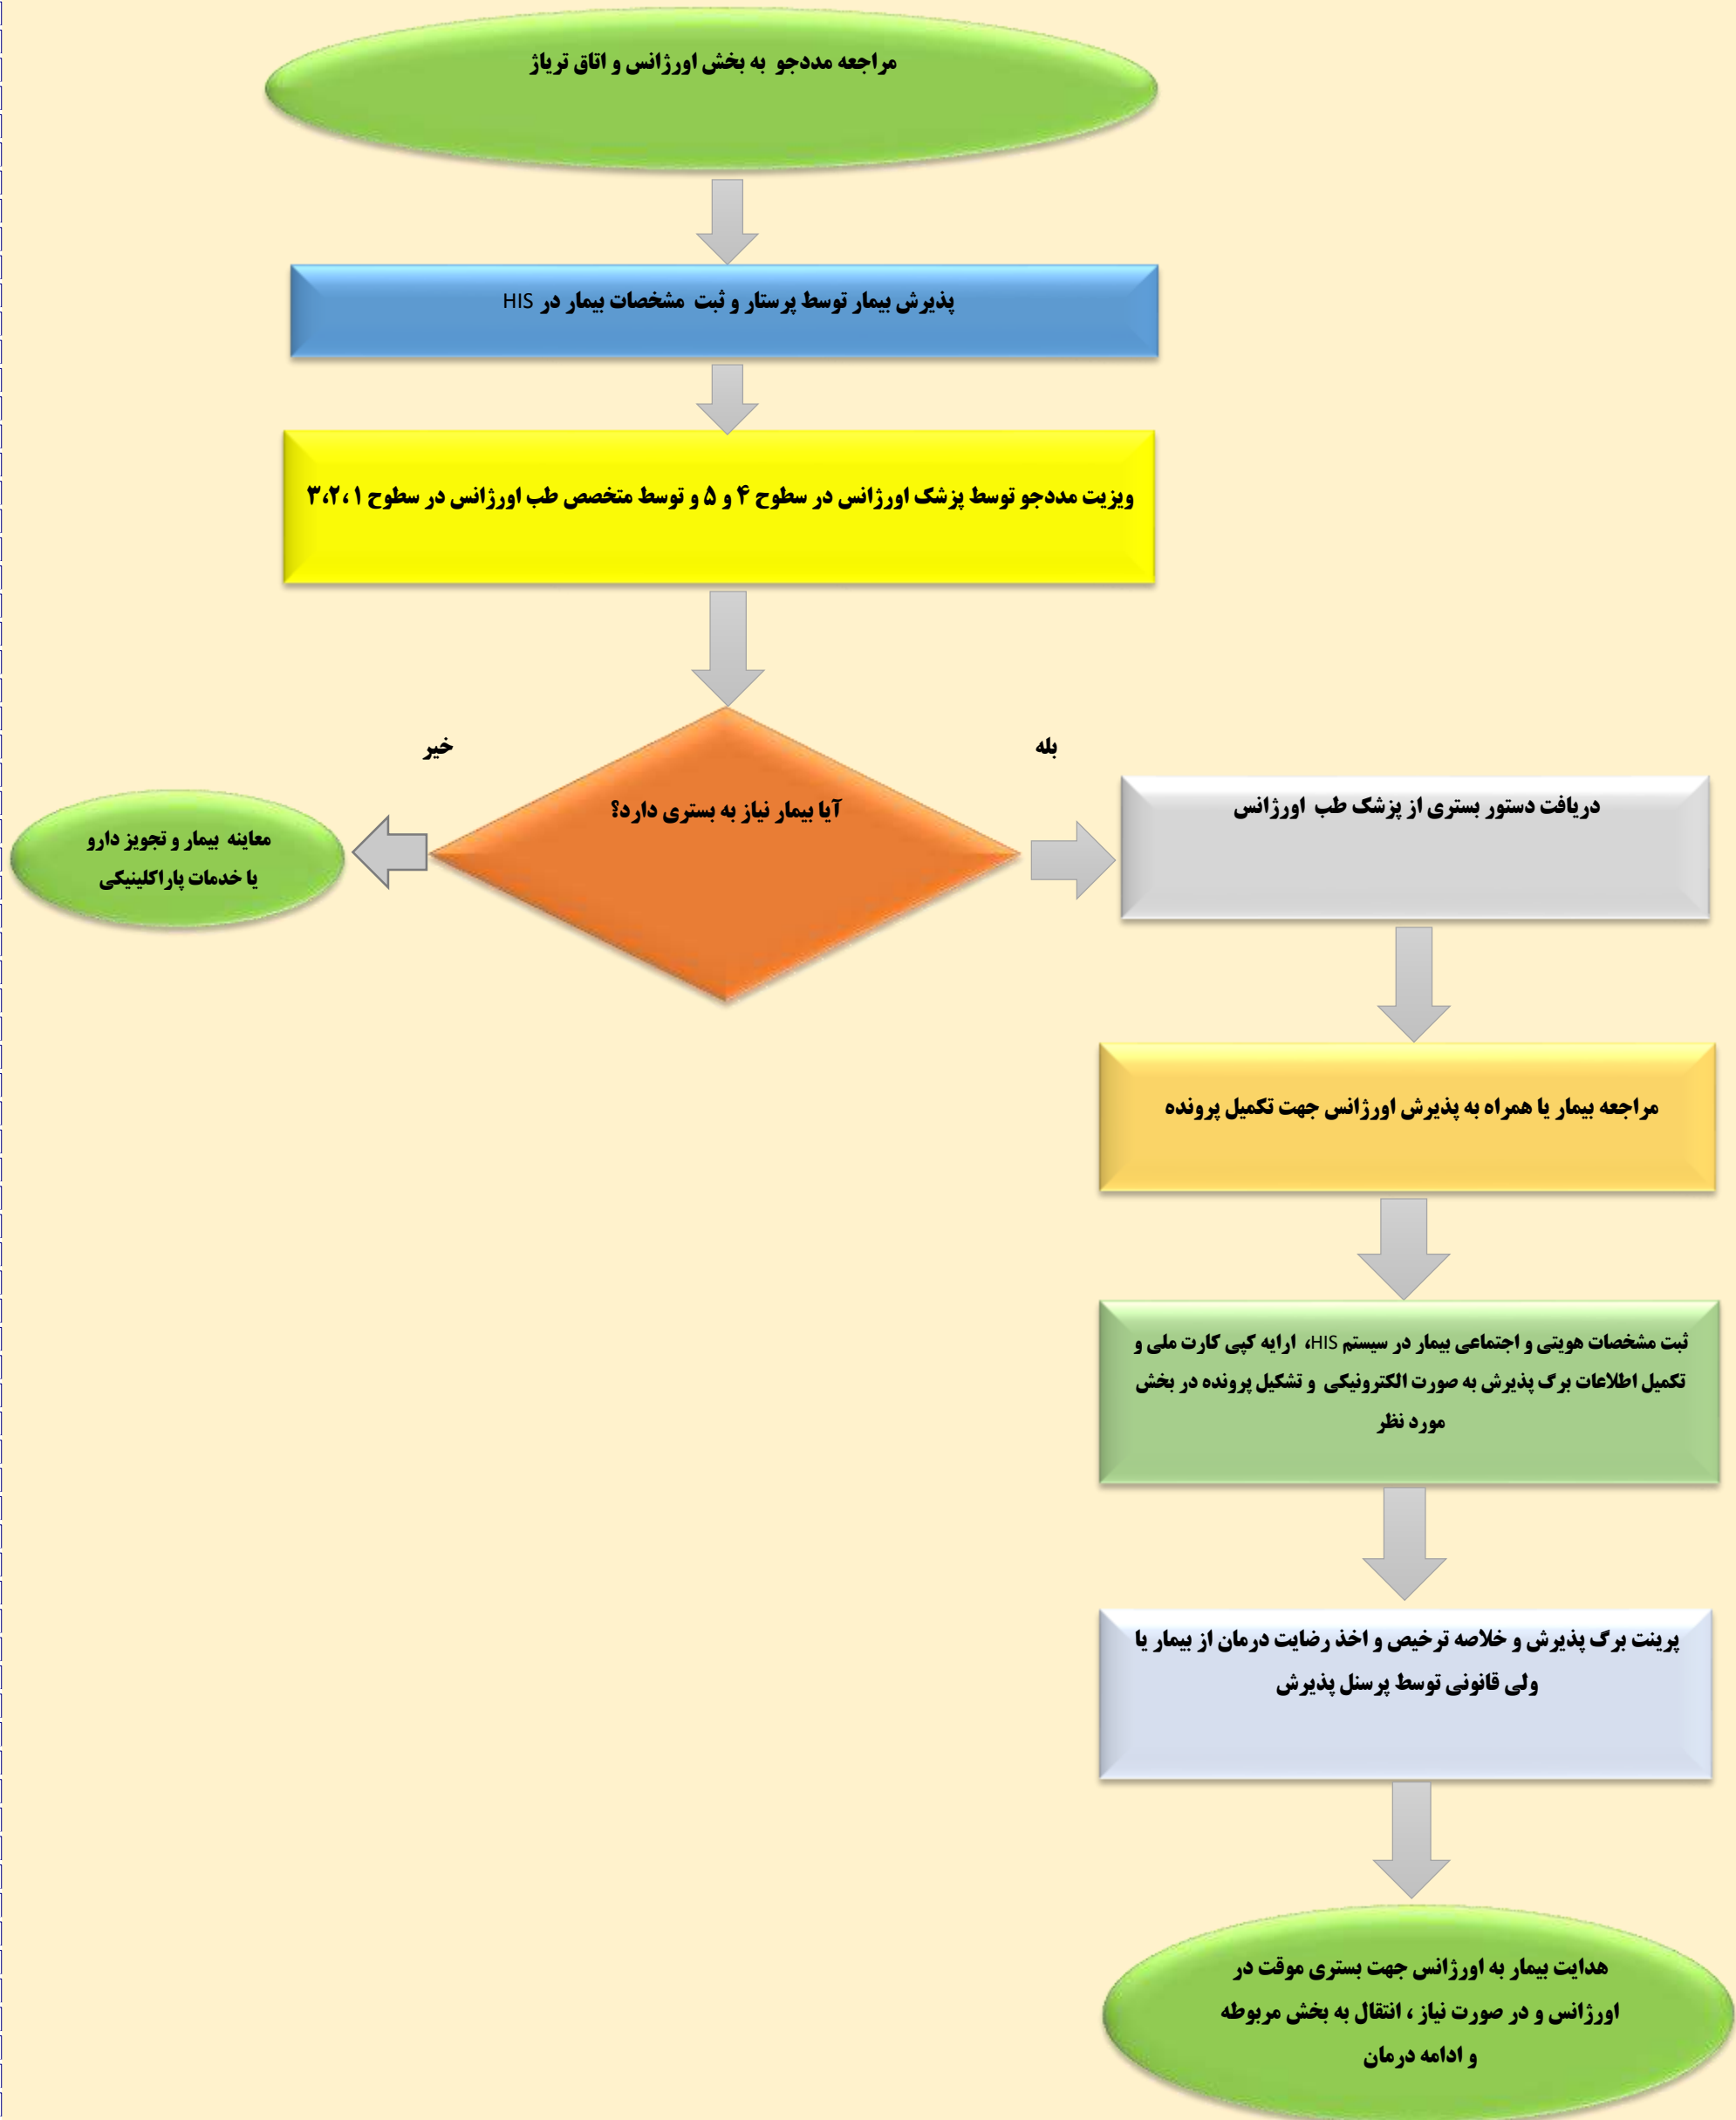 مراجعه مددجو به بخش اورژانس و اتاق تریاژ
پذیرش بیمار توسط پرستار و ثبت مشخصات بیمار در HIS
ویزیت مددجو توسط پزشک اورژانس در سطوح ۴ و ۵ و توسط متخصص طب اورژانس در سطوح ۱ ،۳،۲
آیا بیمار نیاز به بستری دارد؟
بله
خیر
معاینه بیمار و تجویز دارو
یا خدمات پاراکلینیکی
دریافت دستور بستری از پزشک طب اورژانس
مراجعه بیمار یا همراه به پذیرش اورژانس جهت تکمیل پرونده
ثبت مشخصات هویتی و اجتماعی بیمار در سیستم HIS، ارایه کپی کارت ملی و
تکمیل اطلاعات برگ پذیرش به صورت الکترونیکی و تشکیل پرونده در بخش
مورد نظر
پرینت برگ پذیرش و خلاصه ترخیص و اخذ رضایت درمان از بیمار یا
ولی قانونی توسط پرسنل پذیرش
هدایت بیمار به اورژانس جهت بستری موقت در
اورژانس و در صورت نیاز ، انتقال به بخش مربوطه
و ادامه درمان